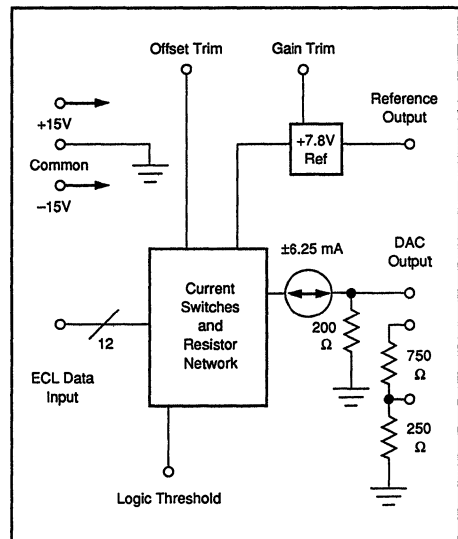 Offset Trim
Gain Trim
Reference
Output
+15V
+7.8V
Ref
Common
–15V
±6.25 mA
DAC
Output
Current
Switches
and
Resistor
Network
200
Ω
750
Ω
12
ECL Data
Input
250
Ω
Logic Threshold